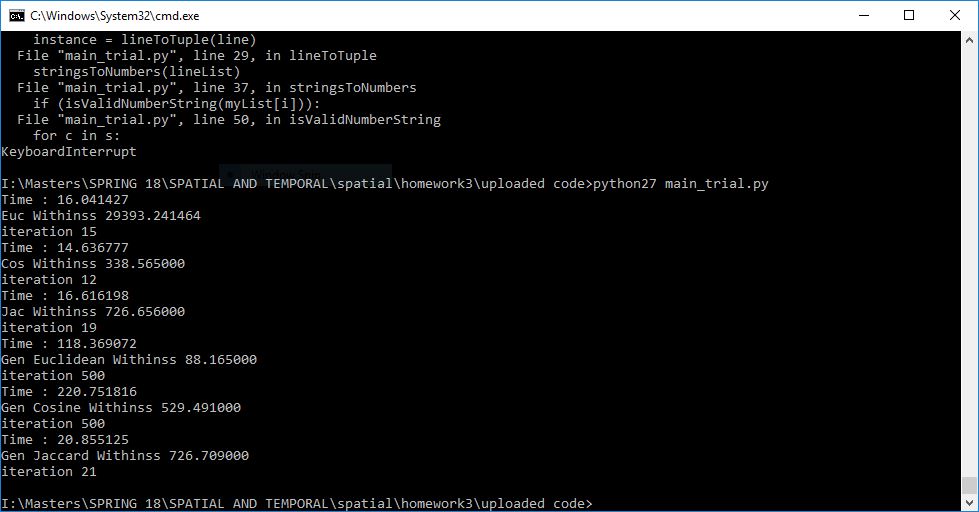 C:\Windows\System32\cmd.exe
instance = lineToTuple(line)
File "main_trial.py", line 29, in lineToTuple
stringsToNumbers(lineList)
File "main_trial.py", line 37, in stringsToNumbers
if (isValidNumberString(myList[i])):
File "main_trial.py", line 50, in isValidNumberString
for c in s:
KeyboardInterrupt
I:\Masters\SPRING 18\SPATIAL AND TEMPORAL\spatial\homework3\uploaded code>python27 main_trial.py
Time : 16.041427
Euc Withinss 29393.241464
iteration 15
Time : 14.636777
Cos Withinss 338.565000
iteration 12
Time : 16.616198
Jac Withinss 726.656000
iteration 19
Time : 118.369072
Gen Euclidean Withinss 88.165000
iteration 500
Time : 220.751816
Gen Cosine Withinss 529.491000
iteration 500
Time : 20.855125
Gen Jaccard Withinss 726.709000
iteration 21
I:\Masters\SPRING 18\SPATIAL AND TEMPORAL\spatial\homework3\uploaded code>